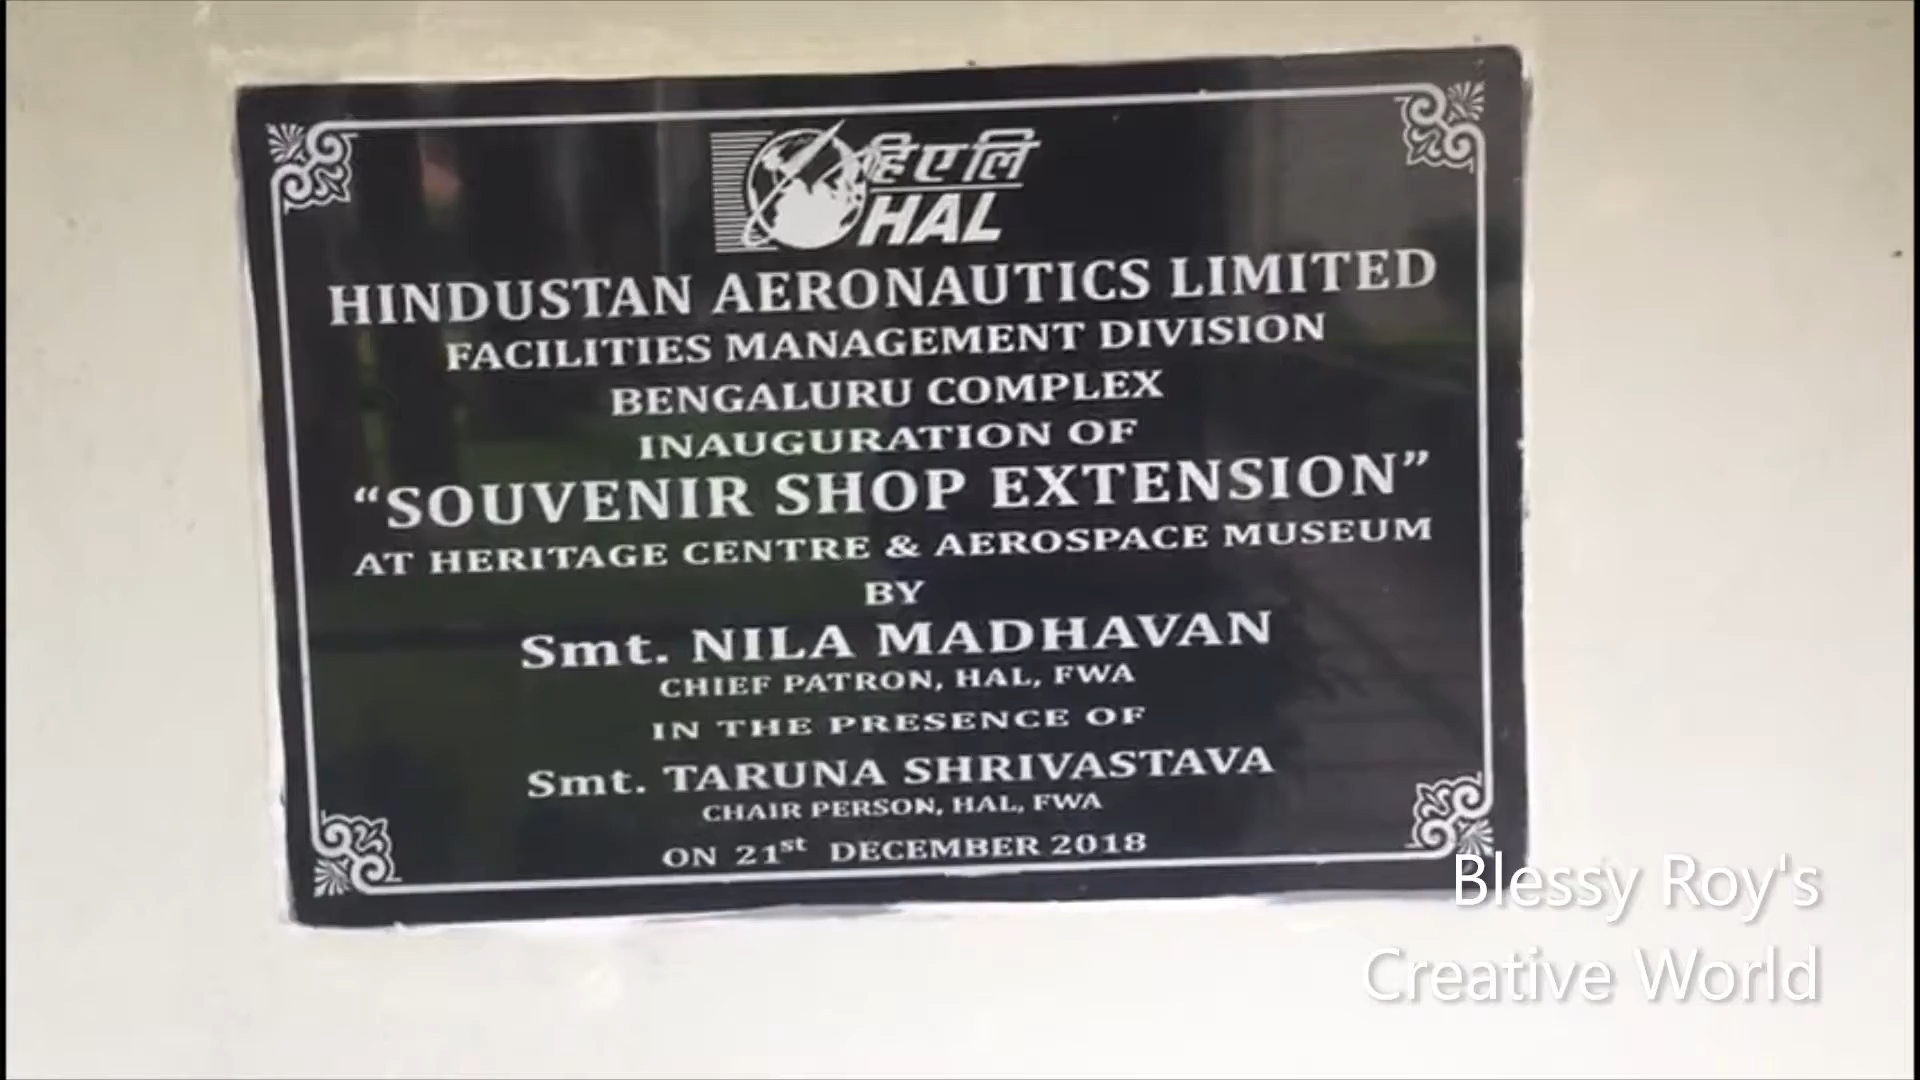 हिएलि
HAL
HINDUSTAN AERONAUTICS LIMITED
FACILITIES MANAGEMENT DIVISION
BENGALURU COMPLEX
INAUGURATION OF
“SOUVENIR SHOP EXTENSION”
AT HERITAGE CENTRE & AEROSPACE MUSEUM
BY
Smt. NILA MADHAVAN
CHIEF PATRON, HAL, FWA
IN THE PRESENCE OF
Smt. TARUNA SHRIVASTAVA
CHAIR PERSON, HAL, FWA
ON 21st DECEMBER 2018
Blessy Roy's
Creative World